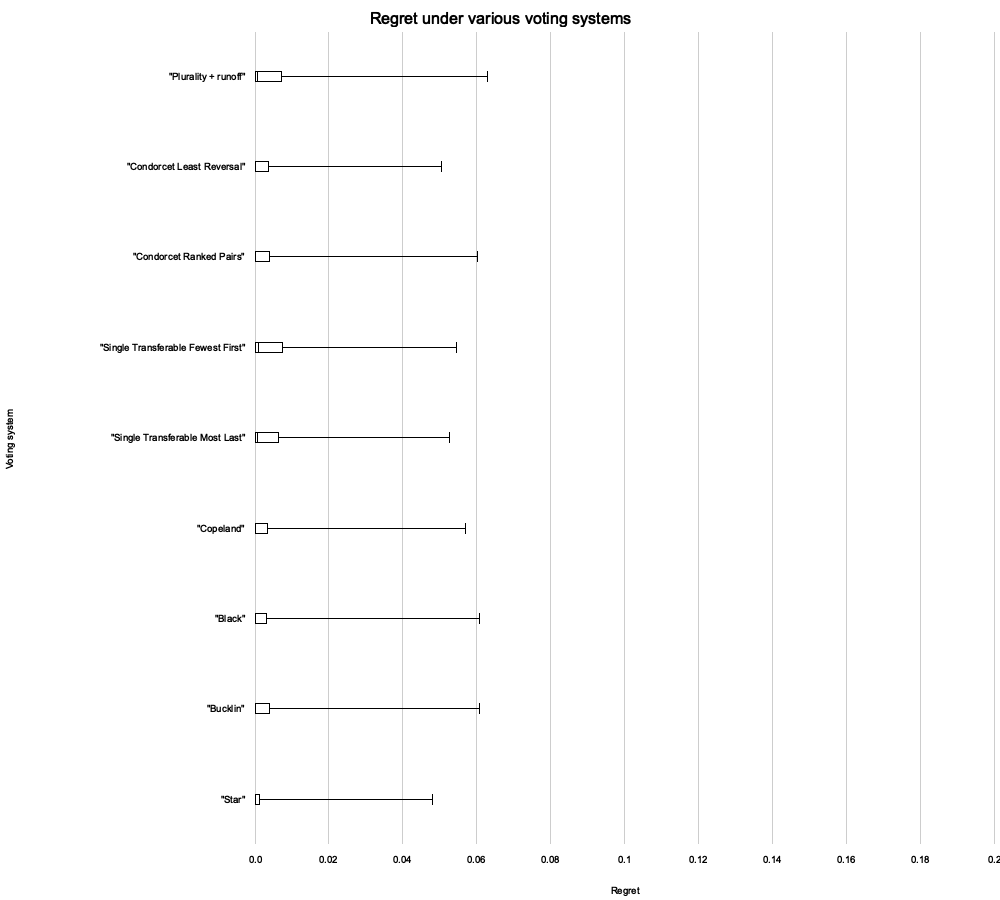 Regret under various voting systems
"Plurality + runoff"
"Condorcet Least Reversal"
"Condorcet Ranked Pairs"
"Single Transferable Fewest First"
"Single Transferable Most Last"
"Copeland"
"Black"
"Bucklin"
"Star"
Voting system
0.0 0.02 0.04 0.06 0.08 0.1 0.12 0.14 0.16 0.18 0.2
Regret